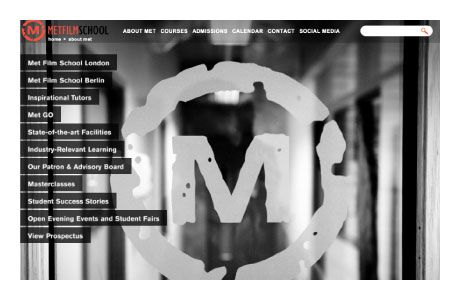 M METFILMSCHOOL
ABOUT MET COURSES ADMISSIONS CALENDAR CONTACT SOCIAL MEDIA
home • about met
Met Film School London
Met Film School Berlin
Inspirational Tutors
Met GO
State-of-the-art Facilities
Industry-Relevant Learning
Our Patron & Advisory Board
Masterclasses
Student Success Stories
Open Evening Events and Student Fairs
View Prospectus
M